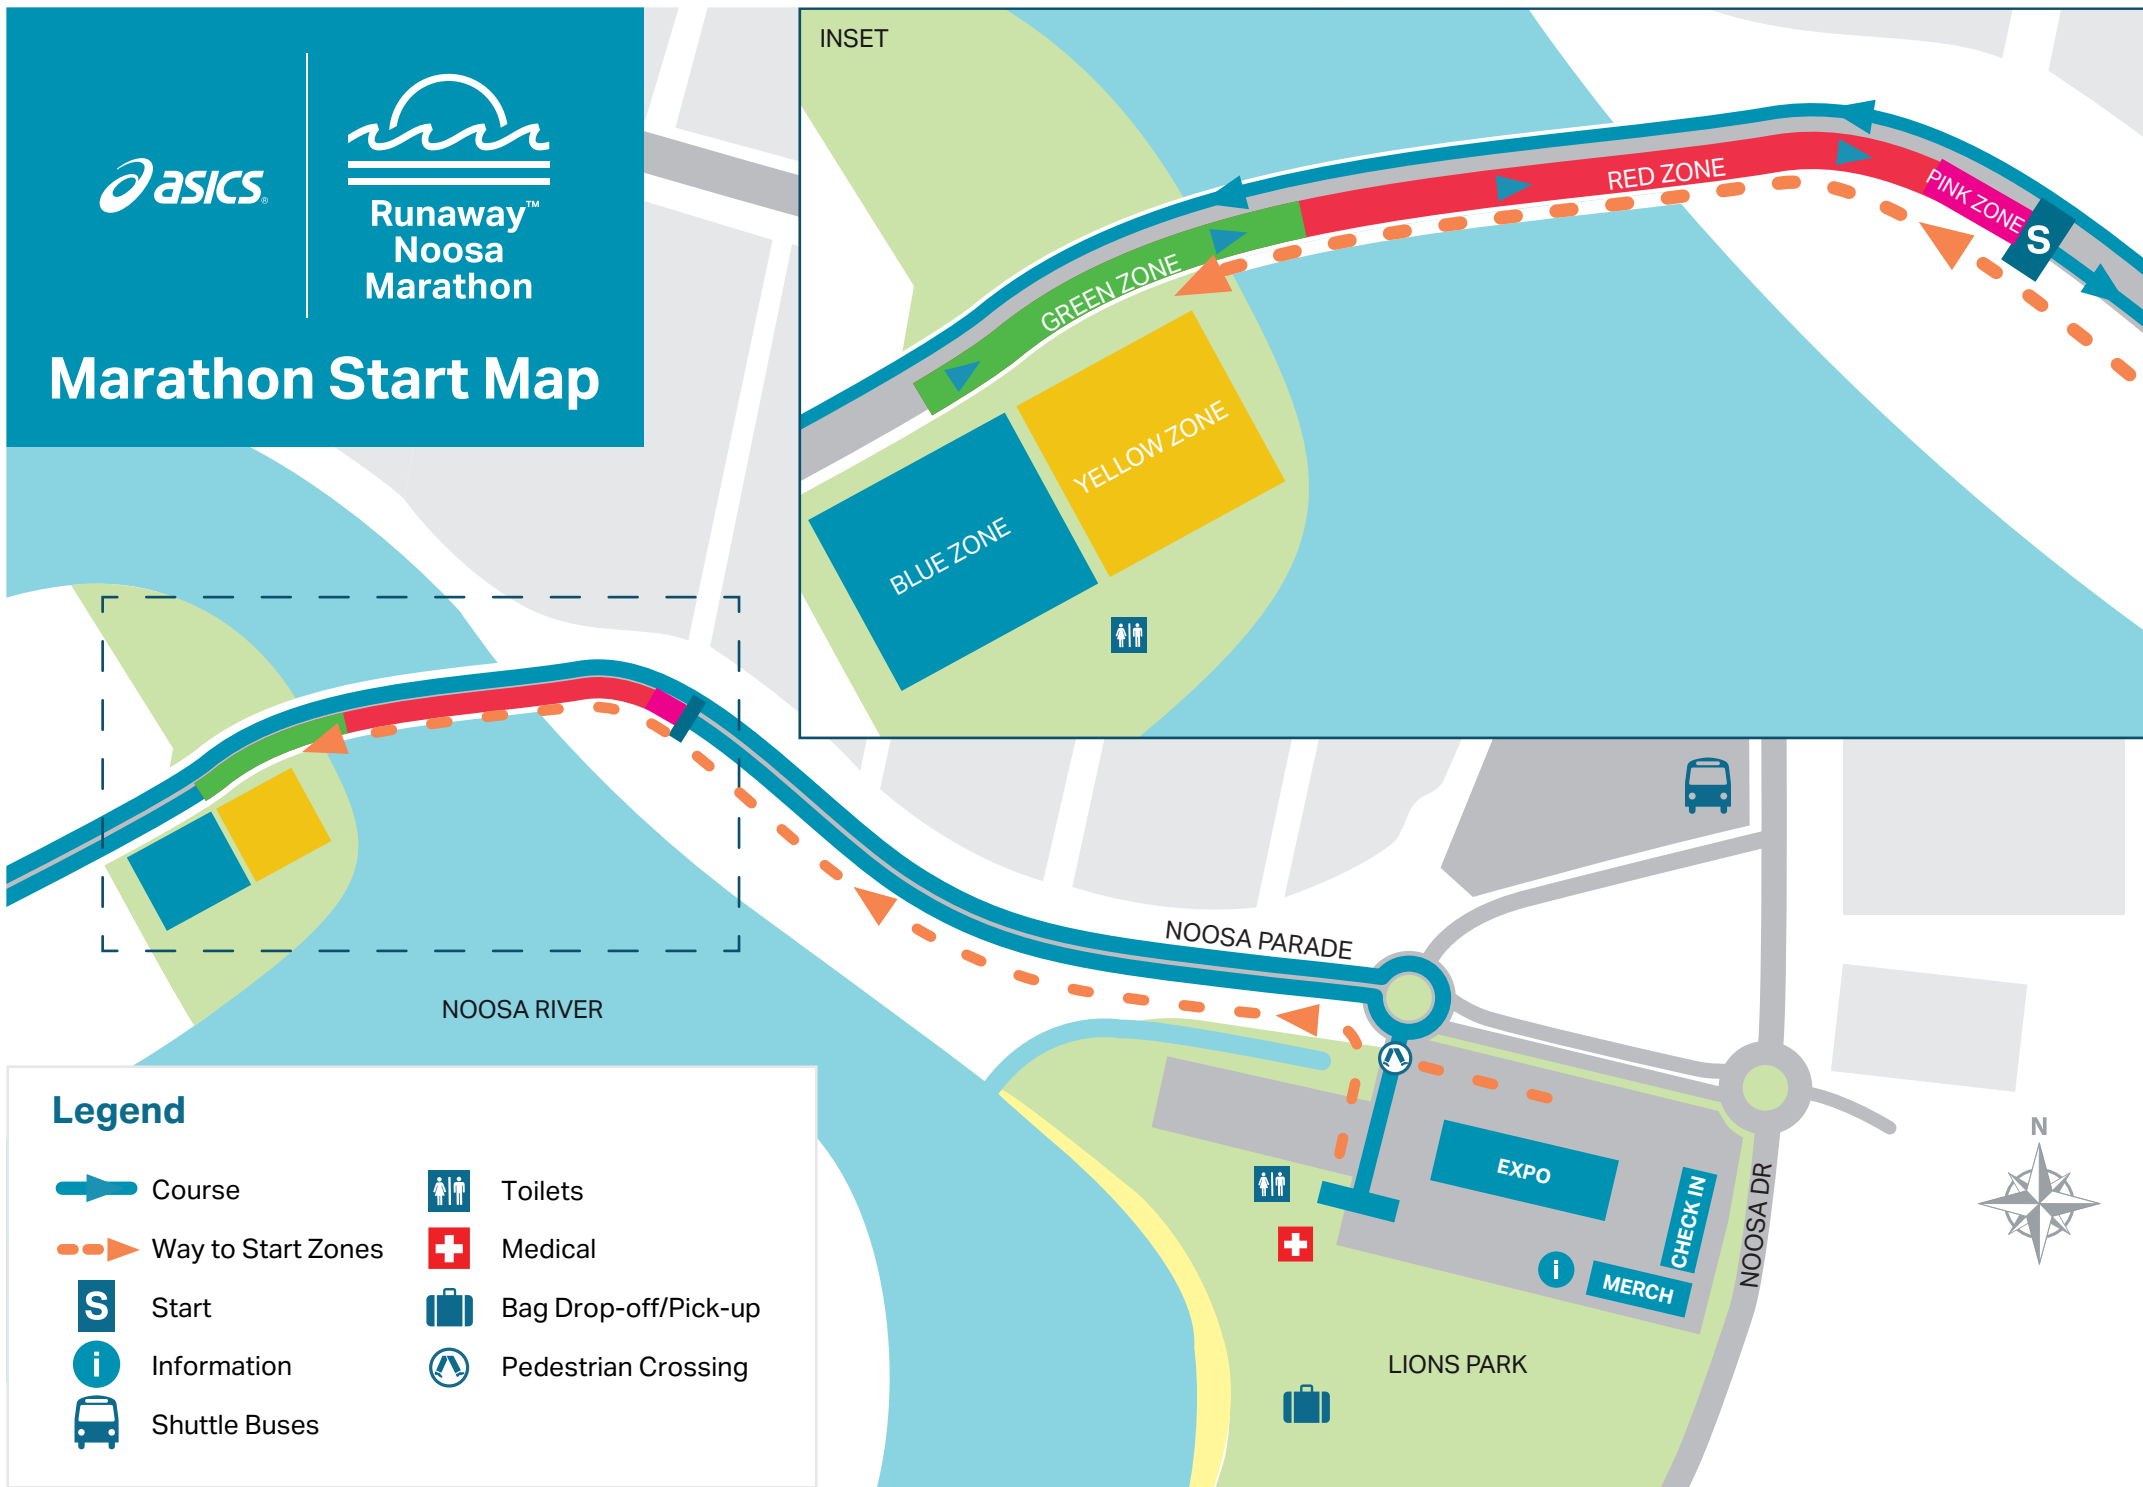 asics®
Runaway™
Noosa
Marathon
Marathon Start Map
INSET
RED ZONE
PINK ZONE
S
GREEN ZONE
YELLOW ZONE
BLUE ZONE
NOOSA PARADE
NOOSA RIVER
EXPO
CHECK IN
i
MERCH
NOOSA DR
LIONS PARK
N
Legend
Course
Way to Start Zones
S
Start
i
Information
Shuttle Buses
Toilets
Medical
Bag Drop-off/Pick-up
Pedestrian Crossing